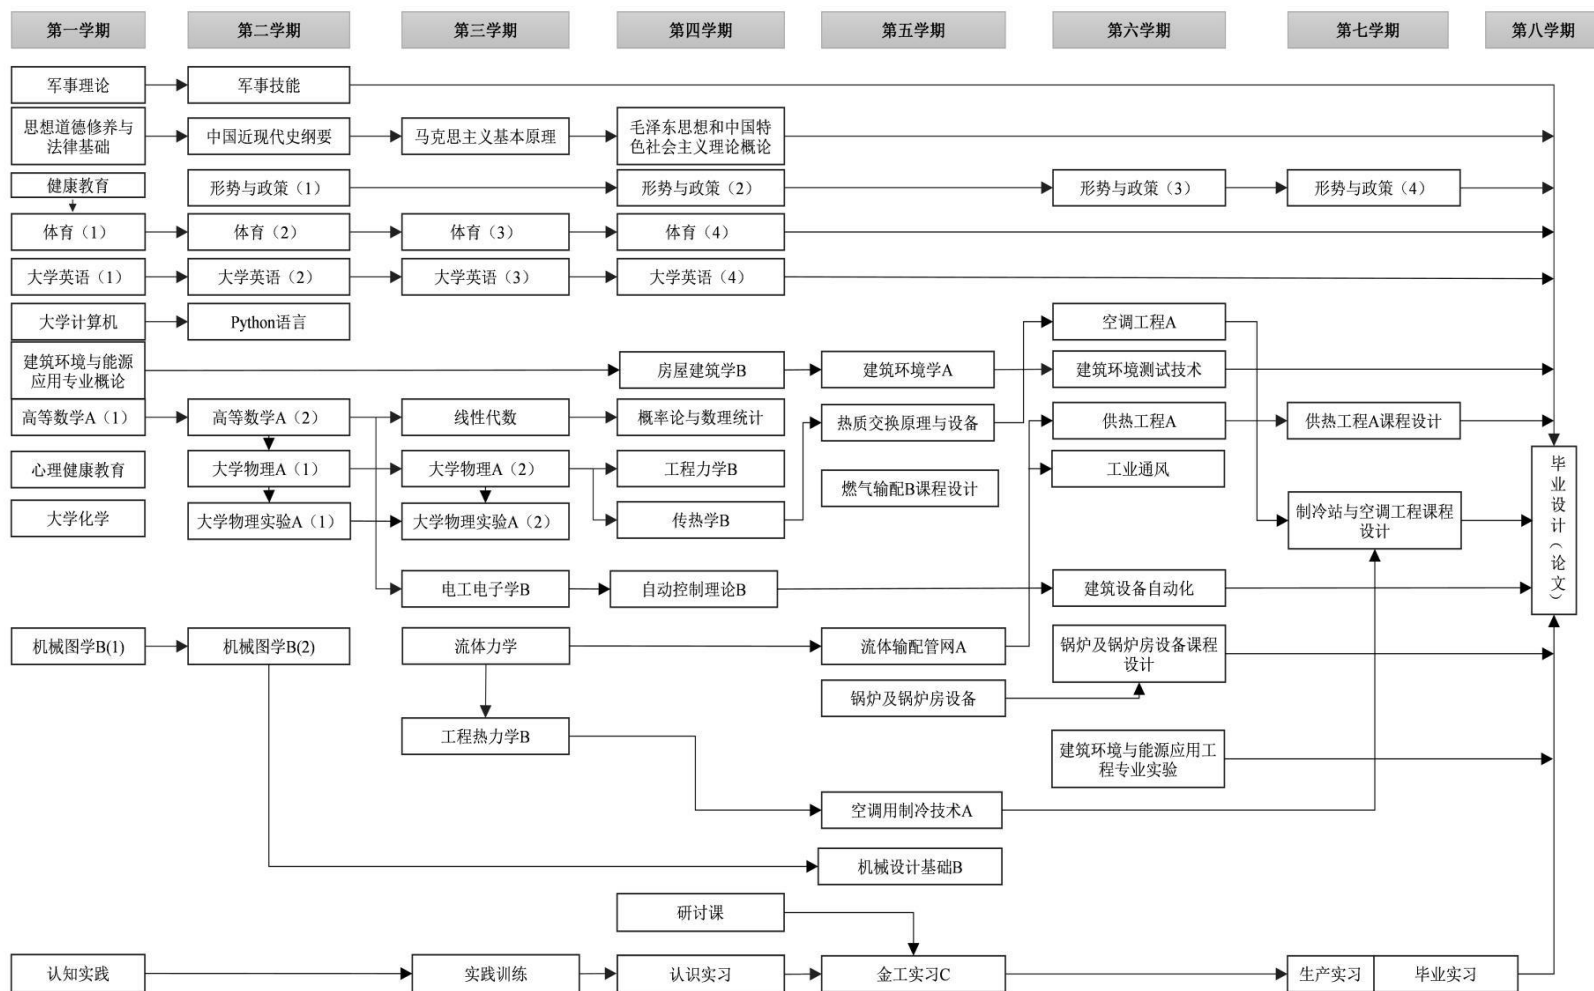 第一学期
第二学期
第三学期
第四学期
第五学期
第六学期
第七学期
第八学期
军事理论
军事技能
思想道德修养与
法律基础
中国近现代史纲要
马克思主义基本原理
毛泽东思想和中国特
色社会主义理论概论
健康教育
形势与政策（1）
形势与政策（2）
形势与政策（3）
形势与政策（4）
体育（1）
体育（2）
体育（3）
体育（4）
大学英语（1）
大学英语（2）
大学英语（3）
大学英语（4）
大学计算机
Python语言
空调工程A
建筑环境与能源
应用专业概论
房屋建筑学B
建筑环境学A
建筑环境测试技术
高等数学A（1）
高等数学A（2）
线性代数
概率论与数理统计
热质交换原理与设备
供热工程A
供热工程A课程设计
心理健康教育
大学物理A（1）
大学物理A（2）
工程力学B
燃气输配B课程设计
工业通风
大学化学
大学物理实验A（1）
大学物理实验A（2）
传热学B
制冷站与空调工程课程
设计
毕业设计（论文）
电工电子学B
自动控制理论B
建筑设备自动化
机械图学B(1)
机械图学B(2)
流体力学
流体输配管网A
锅炉及锅炉房设备课程
设计
锅炉及锅炉房设备
工程热力学B
建筑环境与能源应用工
程专业实验
空调用制冷技术A
机械设计基础B
研讨课
认知实践
实践训练
认识实习
金工实习C
生产实习
毕业实习